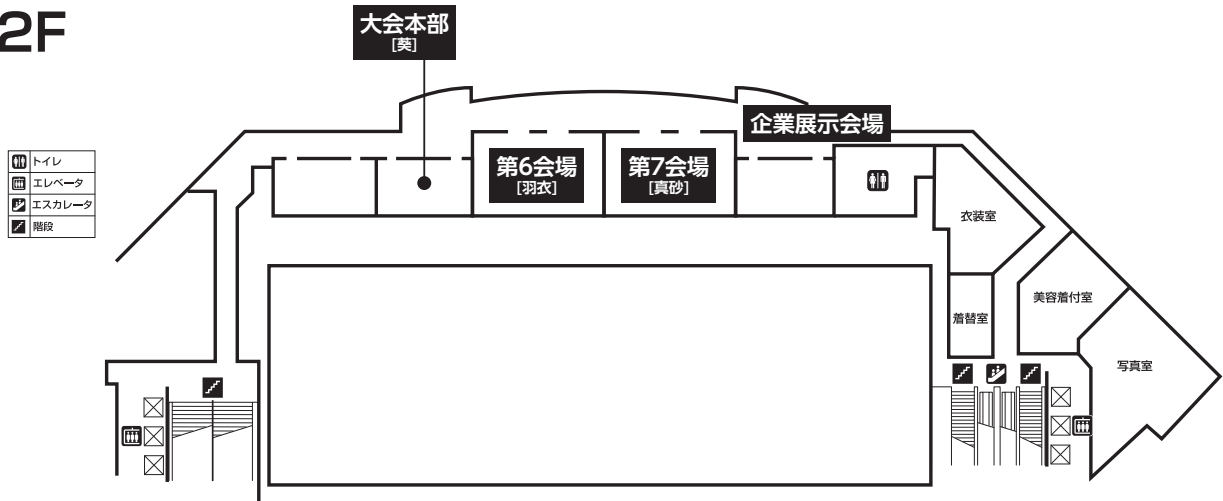 2F
大会本部
[葵]
企業展示会場
第6会場
[羽衣]
第7会場
[真砂]
トイレ
エレベータ
エスカレータ
階段
衣装室
美容着付室
着替室
写真室